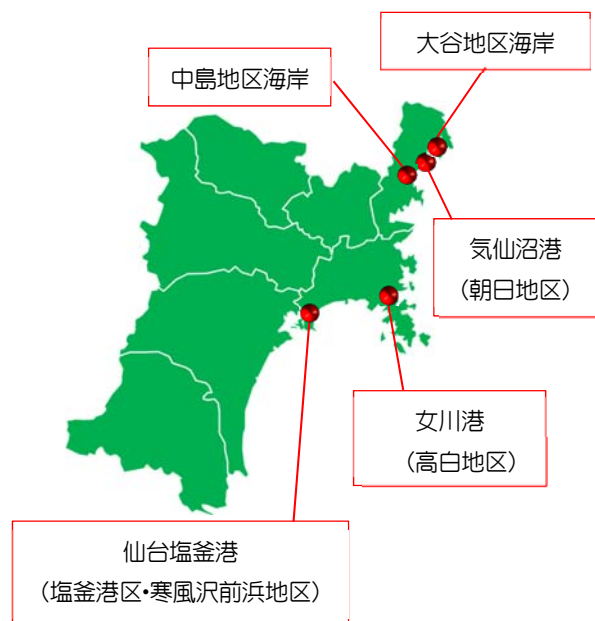 大谷地区海岸
中島地区海岸
気仙沼港
（朝日地区）
女川港
（高白地区）
仙台塩釜港
（塩釜港区・寒風沢前浜地区）